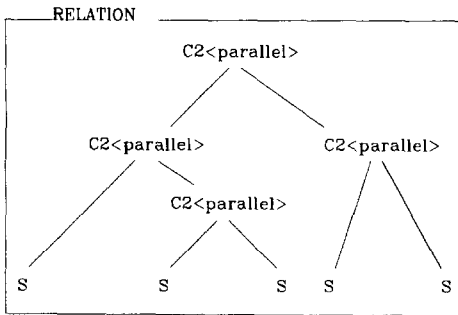 RELATION
C2<parallel>
C2<parallel> C2<parallel>
C2<parallel>
S S S S S